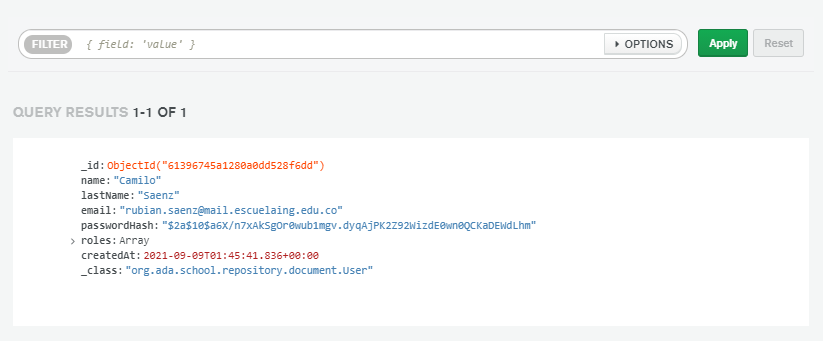 FILTER { field: 'value' } OPTIONS Apply Reset
QUERY RESULTS 1-1 OF 1
_id: ObjectId("61396745a1280a0dd528f6dd")
name: "Camilo"
lastName: "Saenz"
email: "rubian.saenz@mail.escuelaing.edu.co"
passwordHash: "$2a$10$a6X/n7xAkSgOr0wub1mgv.dyqAjPK2Z92WizdE0wn0QCKaDEWdLhm"
roles: Array
createdAt: 2021-09-09T01:45:41.836+00:00
_class: "org.ada.school.repository.document.User"